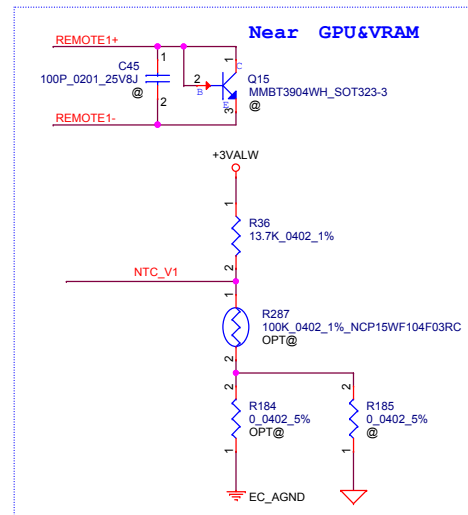 Near GPU&VRAM
REMOTE1+
1
C45
100P_0201_25V8J
@
2
1
C
2
B
E
3
Q15
MMBT3904WH_SOT323-3
@
REMOTE1-
+3VALW
1
R36
13.7K_0402_1%
2
NTC_V1
1
R287
100K_0402_1%_NCP15WF104F03RC
OPT@
2
2
R184
0_0402_5%
OPT@
1
2
R185
0_0402_5%
@
1
EC_AGND